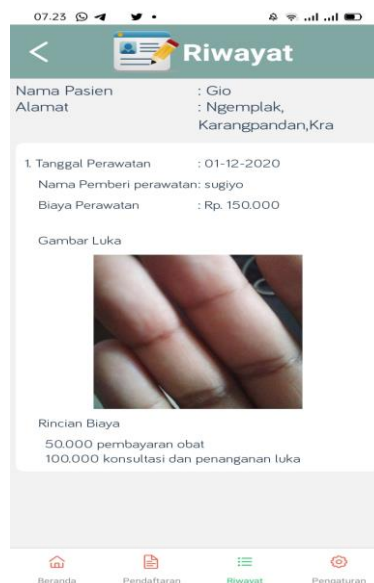 07.23
Riwayat
Nama Pasien : Gio
Alamat : Ngemplak,
Karangpandan,Kra
1. Tanggal Perawatan : 01-12-2020
Nama Pemberi perawatan: sugiyo
Biaya Perawatan : Rp. 150.000
Gambar Luka
Rincian Biaya
50.000 pembayaran obat
100.000 konsultasi dan penanganan luka
Beranda Pendaftaran Riwayat Pengaturan